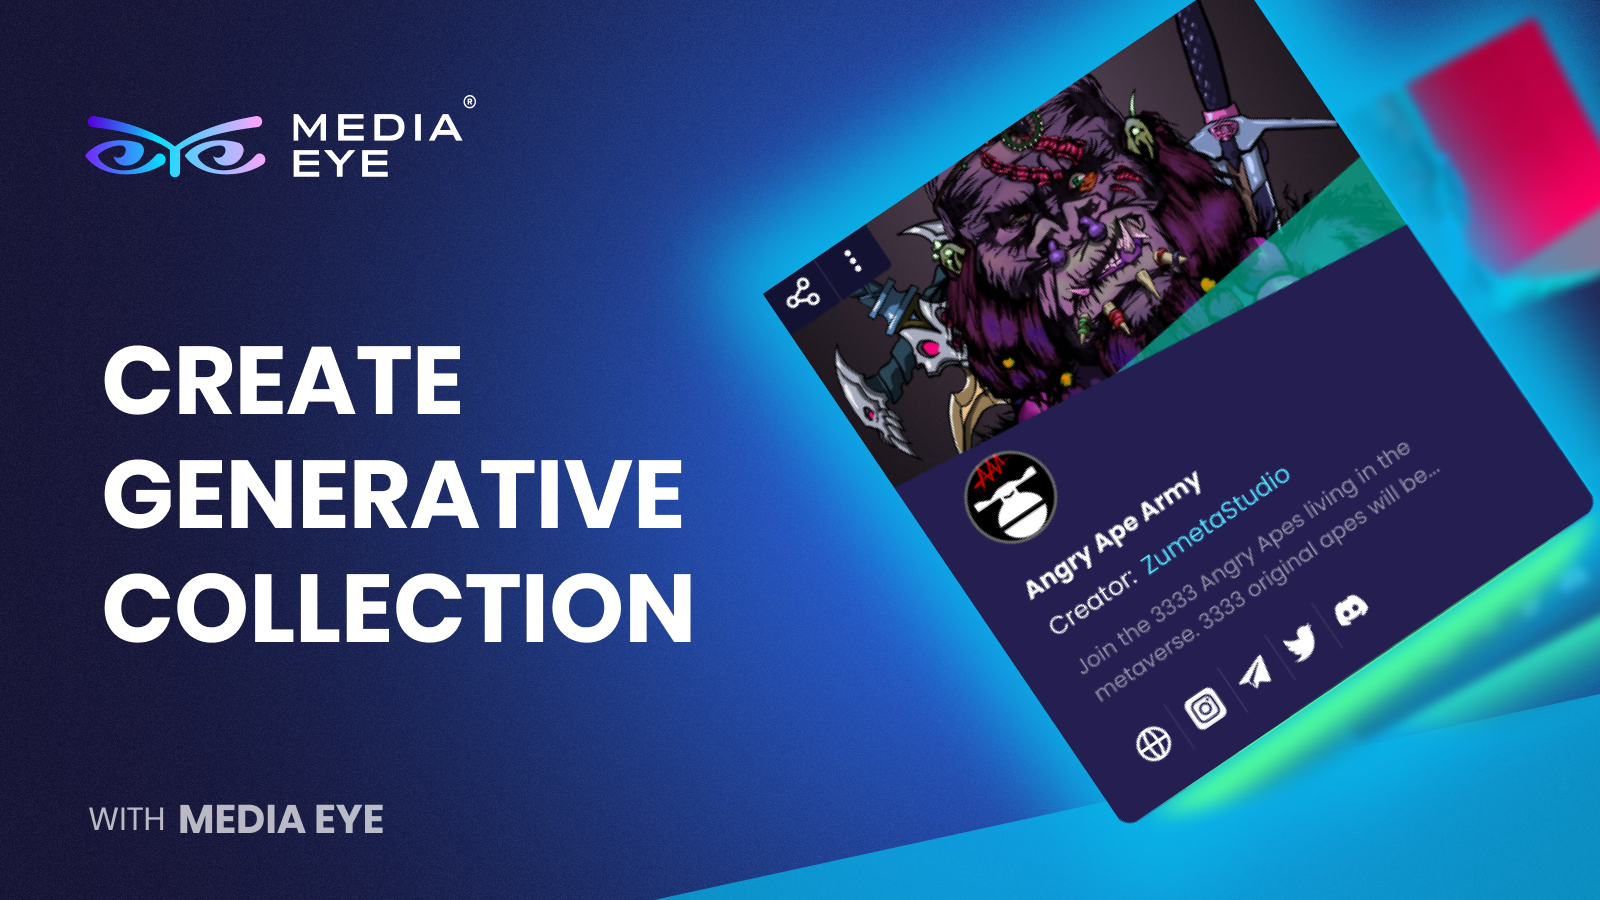 MEDIA
EYE
®
CREATE
GENERATIVE
COLLECTION
WITH MEDIA EYE
AAA
Angry Ape Army
Creator: ZumetaStudio
Join the 3333 Angry Apes living in the
metaverse. 3333 original apes will be...